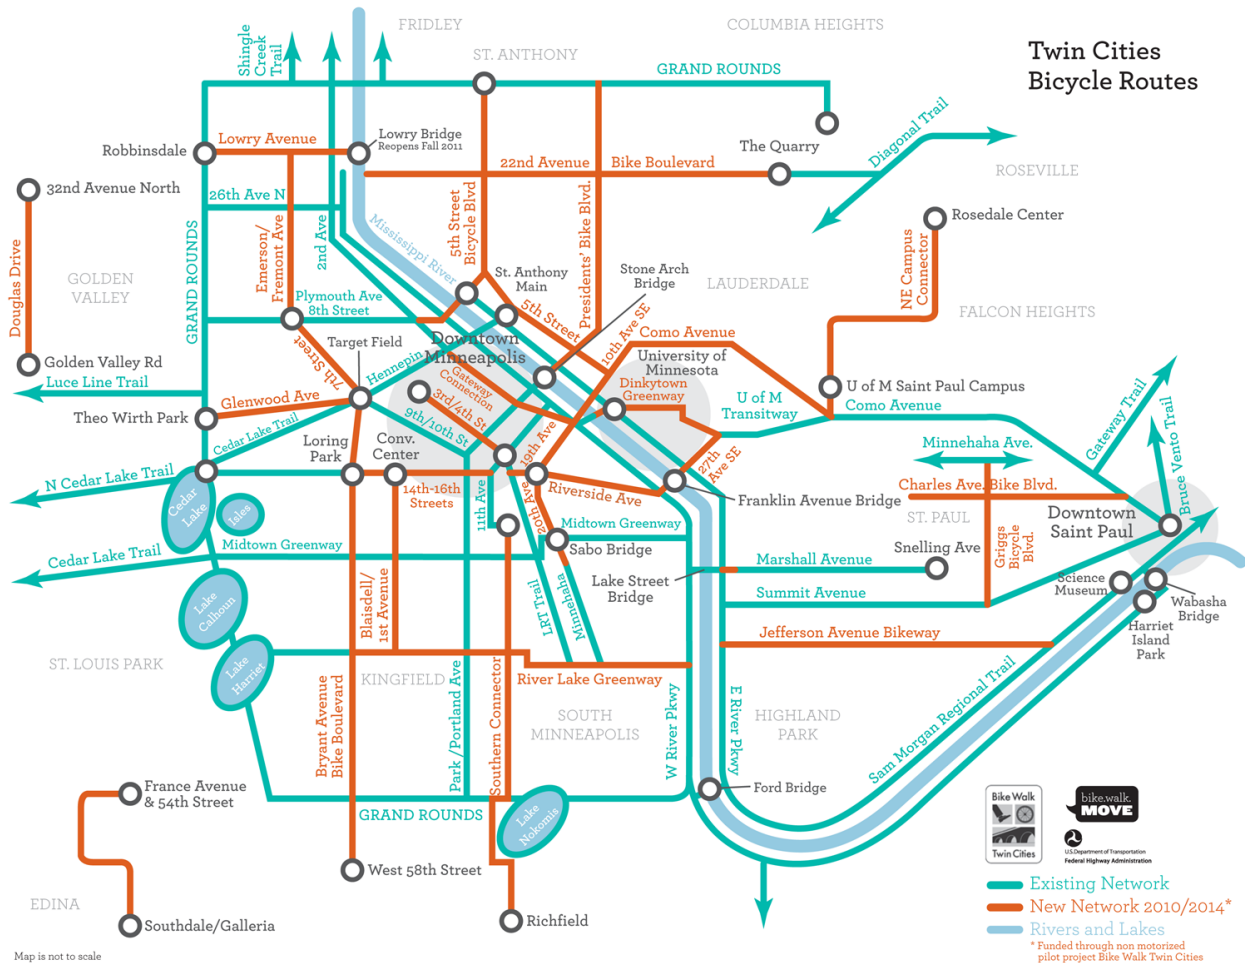 Twin Cities
Bicycle Routes
FRIDLEY
COLUMBIA HEIGHTS
ST. ANTHONY
Shingle
Creek
Trail
GRAND ROUNDS
Lowry Avenue
Lowry Bridge
Reopens Fall 2011
Robbinsdale
The Quarry
Diagonal Trail
22nd Avenue
Bike Boulevard
ROSEVILLE
32nd Avenue North
26th Ave N
GRAND ROUNDS
Emerson/
Fremont Ave
2nd Ave
Mississippi River
5th Street
Bicycle Blvd
Presidents' Bike Blvd.
Rosedale Center
NE Campus
Connector
Douglas Drive
GOLDEN
VALLEY
St. Anthony
Main
Stone Arch
Bridge
LAUDERDALE
FALCON HEIGHTS
Plymouth Ave
8th Street
5th Street
10th Ave SE
Como Avenue
Target Field
7th Street
Hennepin
Downtown
Minneapolis
University of
Minnesota
Golden Valley Rd
Luce Line Trail
Gateway
Connection
Dinkytown
Greenway
U of M
Transitway
U of M Saint Paul Campus
Como Avenue
Gateway Trail
Theo Wirth Park
Glenwood Ave
Cedar Lake Trail
3rd/4th St
9th/10th St
Loring
Park
Conv.
Center
19th Ave
27th
Ave SE
Minnehaha Ave.
Bruce Vento Trail
N Cedar Lake Trail
14th-16th
Streets
11th Ave
20th Ave
Riverside Ave
Franklin Avenue Bridge
Charles Ave. Bike Blvd.
ST. PAUL
Downtown
Saint Paul
Cedar
Lake
Isles
Midtown Greenway
Midtown Greenway
Sabo Bridge
Cedar Lake Trail
Snelling Ave
Griggs
Bicycle
Blvd.
Marshall Avenue
Lake Street
Bridge
Summit Avenue
Science
Museum
Wabasha
Bridge
Harriet
Island
Park
Lake
Calhoun
Blaisdell/
1st Avenue
LRT Trail
Minnehaha
Jefferson Avenue Bikeway
ST. LOUIS PARK
Lake
Harriet
KINGFIELD
River Lake Greenway
Bryant Avenue
Bike Boulevard
Park /Portland Ave
Southern Connector
SOUTH
MINNEAPOLIS
W River Pkwy
E River Pkwy
HIGHLAND
PARK
Sam Morgan Regional Trail
France Avenue
& 54th Street
GRAND ROUNDS
Lake
Nokomis
Ford Bridge
Bike Walk
Twin Cities
bike.walk.
MOVE
U.S.Department of Transportation
Federal Highway Administration
West 58th Street
EDINA
Southdale/Galleria
Richfield
Existing Network
New Network 2010/2014*
Rivers and Lakes
* Funded through non motorized
pilot project Bike Walk Twin Cities
Map is not to scale